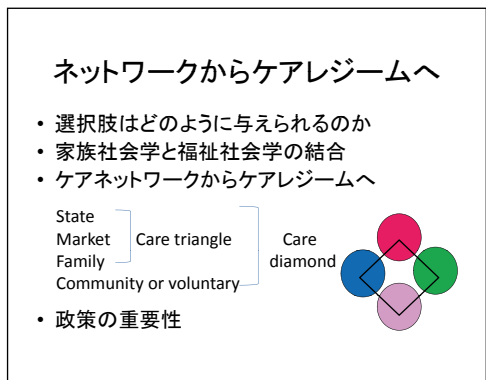 ネットワークからケアレジームへ
• 選択肢はどのように与えられるのか
• 家族社会学と福祉社会学の結合
• ケアネットワークからケアレジームへ
State
Market
Family
Community or voluntary
Care triangle
Care
diamond
• 政策の重要性